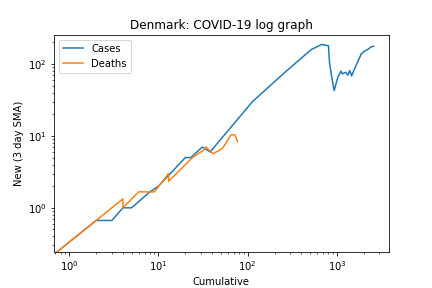 Denmark: COVID-19 log graph
Cases
Deaths
New (3 day SMA)
10²
10¹
10⁰
10⁰ 10¹ 10² 10³
Cumulative